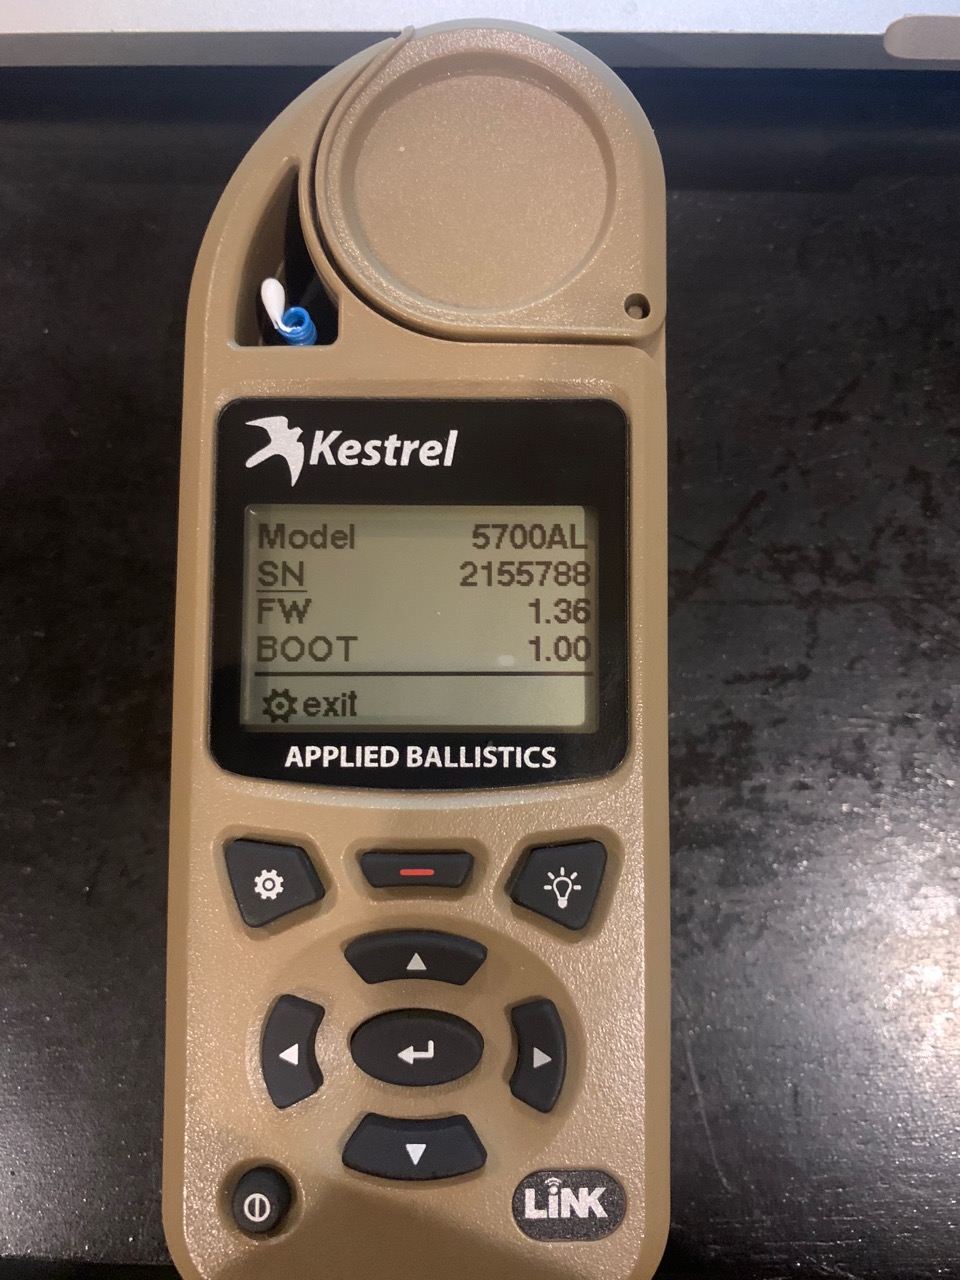 Kestrel
Model 5700AL
SN 2155788
FW 1.36
BOOT 1.00
exit
APPLIED BALLISTICS
LiNK